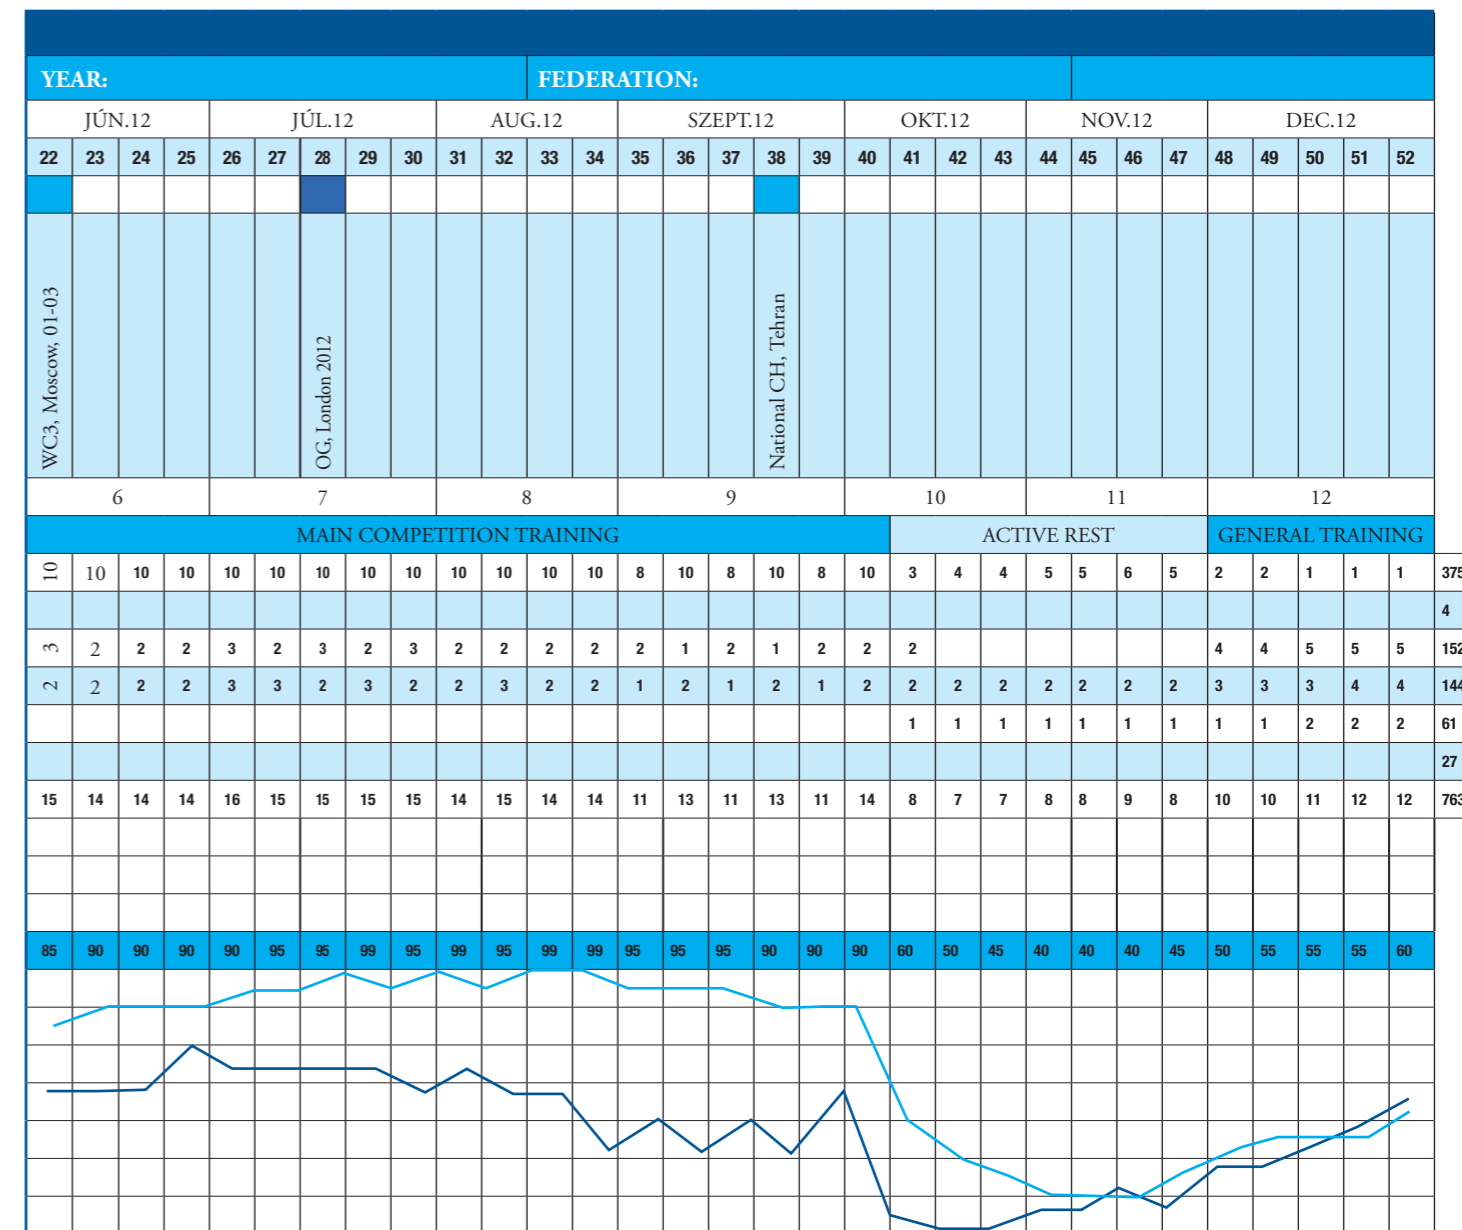 YEAR: FEDERATION:
JÚN.12 JÚL.12 AUG.12 SZEPT.12 OKT.12 NOV.12 DEC.12
22 23 24 25 26 27 28 29 30 31 32 33 34 35 36 37 38 39 40 41 42 43 44 45 46 47 48 49 50 51 52
WC3, Moscow, 01-03
OG, London 2012
National CH, Tehran
6 7 8 9 10 11 12
MAIN COMPETITION TRAINING ACTIVE REST GENERAL TRAINING
10 10 10 10 10 10 10 10 10 10 10 10 10 8 10 8 10 8 10 3 4 4 5 5 6 5 2 2 1 1 1 375
4
3 2 2 2 3 2 3 2 3 2 2 2 2 2 1 2 1 2 2 2 4 4 5 5 5 152
2 2 2 2 3 3 2 3 2 2 3 2 2 1 2 1 2 1 2 2 2 2 2 2 2 2 3 3 3 4 4 144
1 1 1 1 1 1 1 1 1 2 2 2 61
27
15 14 14 14 16 15 15 15 15 14 15 14 14 11 13 11 13 11 14 8 7 7 8 8 9 8 10 10 11 12 12 763
85 90 90 90 90 95 95 99 95 99 95 99 99 95 95 95 90 90 90 60 50 45 40 40 40 45 50 55 55 55 60